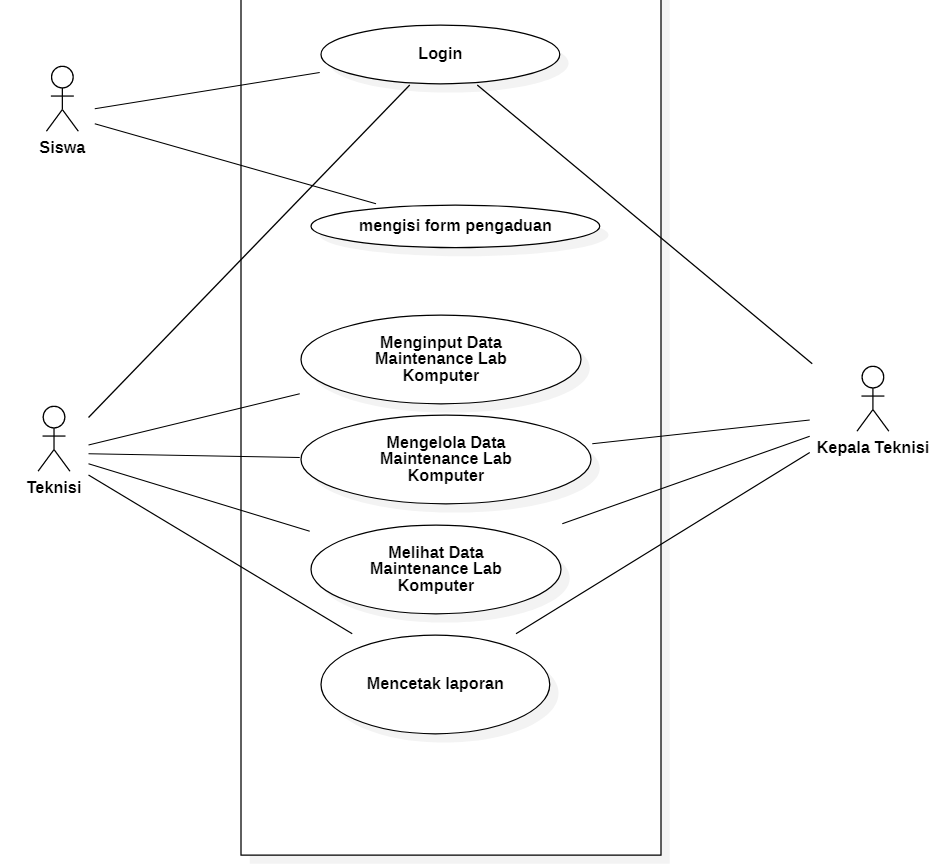 Login
Siswa
mengisi form pengaduan
Menginput Data
Maintenance Lab
Komputer
Mengelola Data
Maintenance Lab
Komputer
Kepala Teknisi
Teknisi
Melihat Data
Maintenance Lab
Komputer
Mencetak laporan